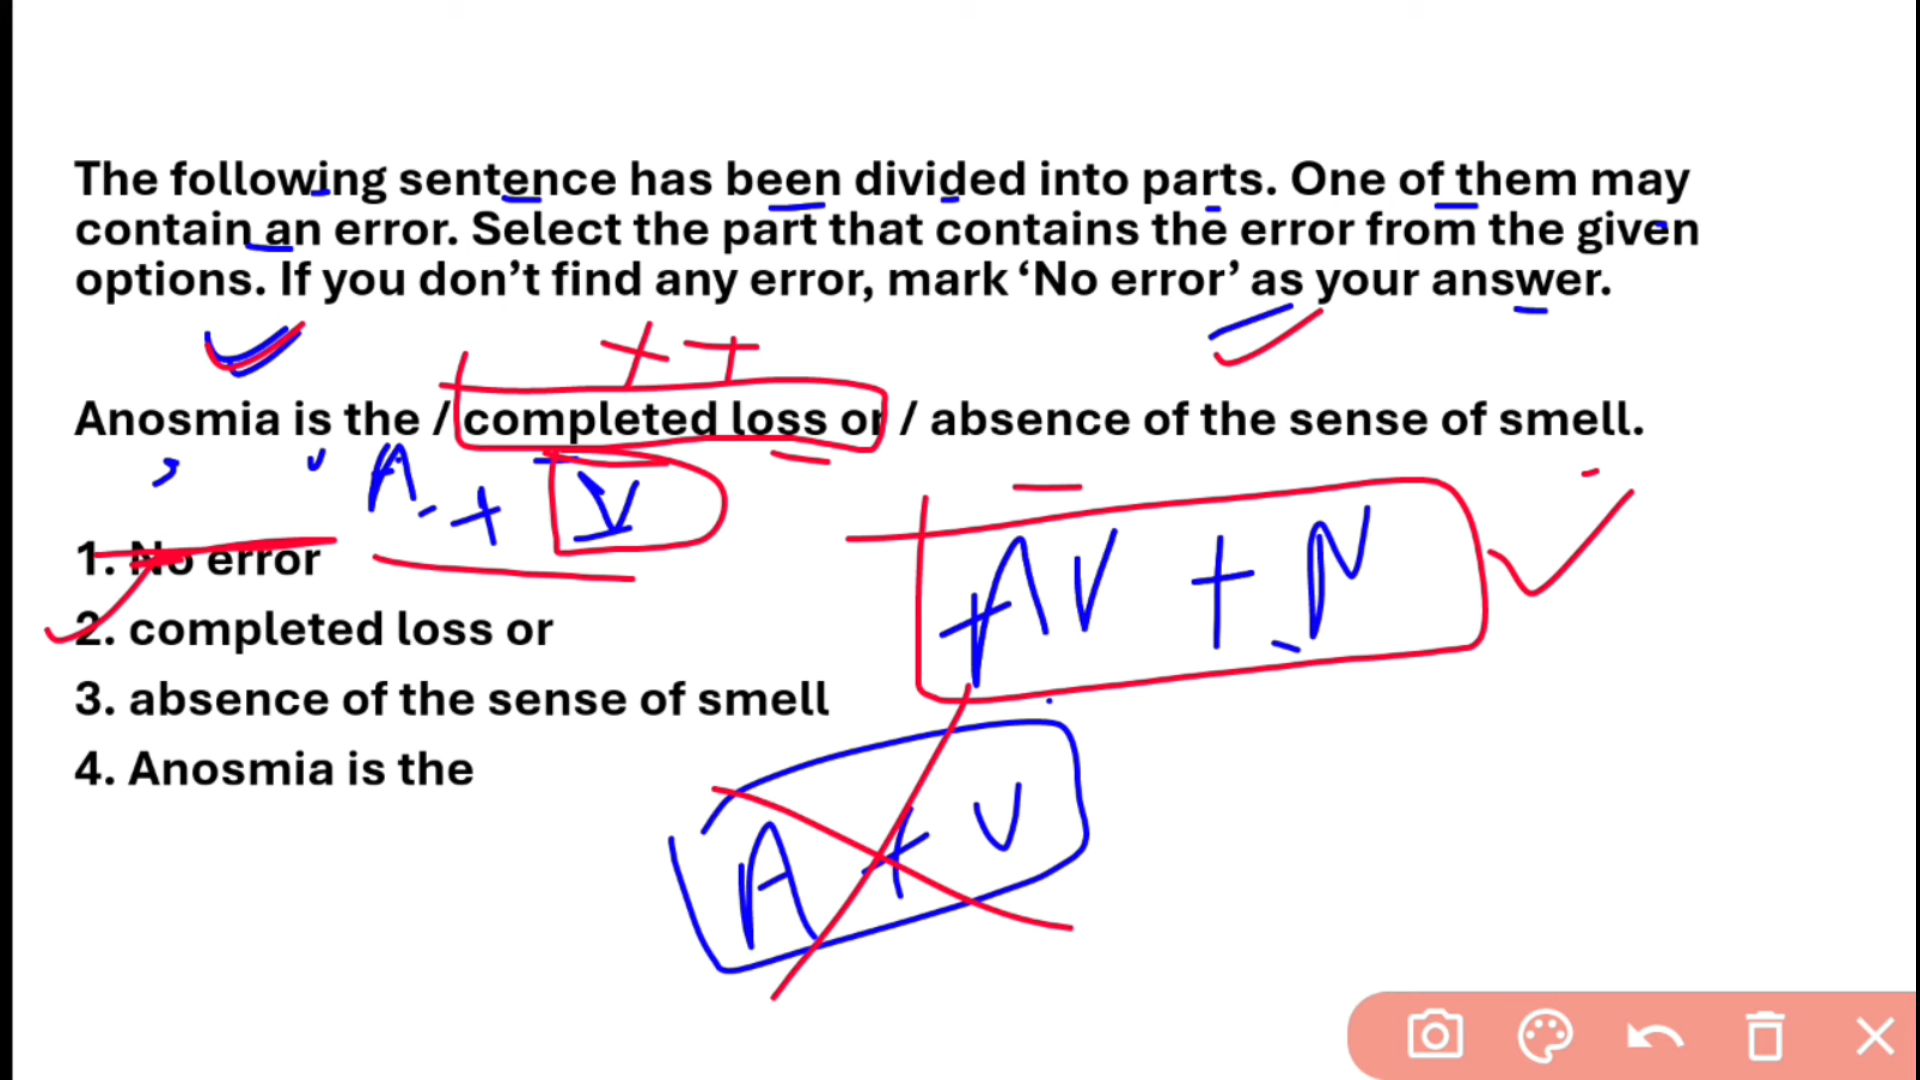 The following sentence has been divided into parts. One of them may
contain an error. Select the part that contains the error from the given
options. If you don’t find any error, mark ‘No error’ as your answer.
Anosmia is the / completed loss or / absence of the sense of smell.
A + V
1. No error
AV + N
2. completed loss or
3. absence of the sense of smell
4. Anosmia is the
A + V